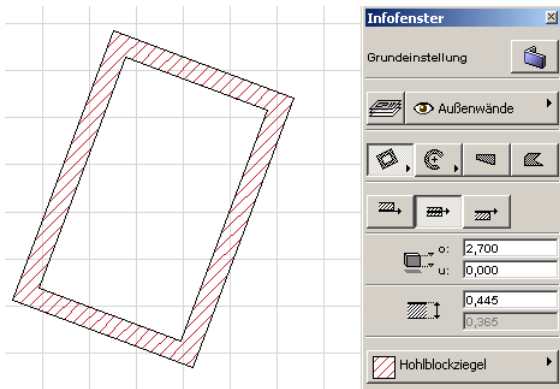 Infofenster
Grundeinstellung
Außenwände
o: 2,700
u: 0,000
0,445
0,365
Hohlblockziegel